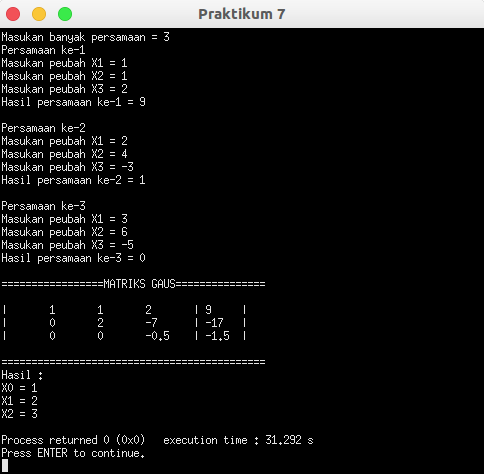 Praktikum 7
Masukan banyak persamaan = 3
Persamaan ke-1
Masukan peubah X1 = 1
Masukan peubah X2 = 1
Masukan peubah X3 = 2
Hasil persamaan ke-1 = 9
Persamaan ke-2
Masukan peubah X1 = 2
Masukan peubah X2 = 4
Masukan peubah X3 = -3
Hasil persamaan ke-2 = 1
Persamaan ke-3
Masukan peubah X1 = 3
Masukan peubah X2 = 6
Masukan peubah X3 = -5
Hasil persamaan ke-3 = 0
=================MATRIKS GAUS===============
|       1       1       2       | 9     |
|       0       2       -7      | -17   |
|       0       0       -0.5    | -1.5  |
============================================
Hasil :
X0 = 1
X1 = 2
X2 = 3
Process returned 0 (0x0)   execution time : 31.292 s
Press ENTER to continue.